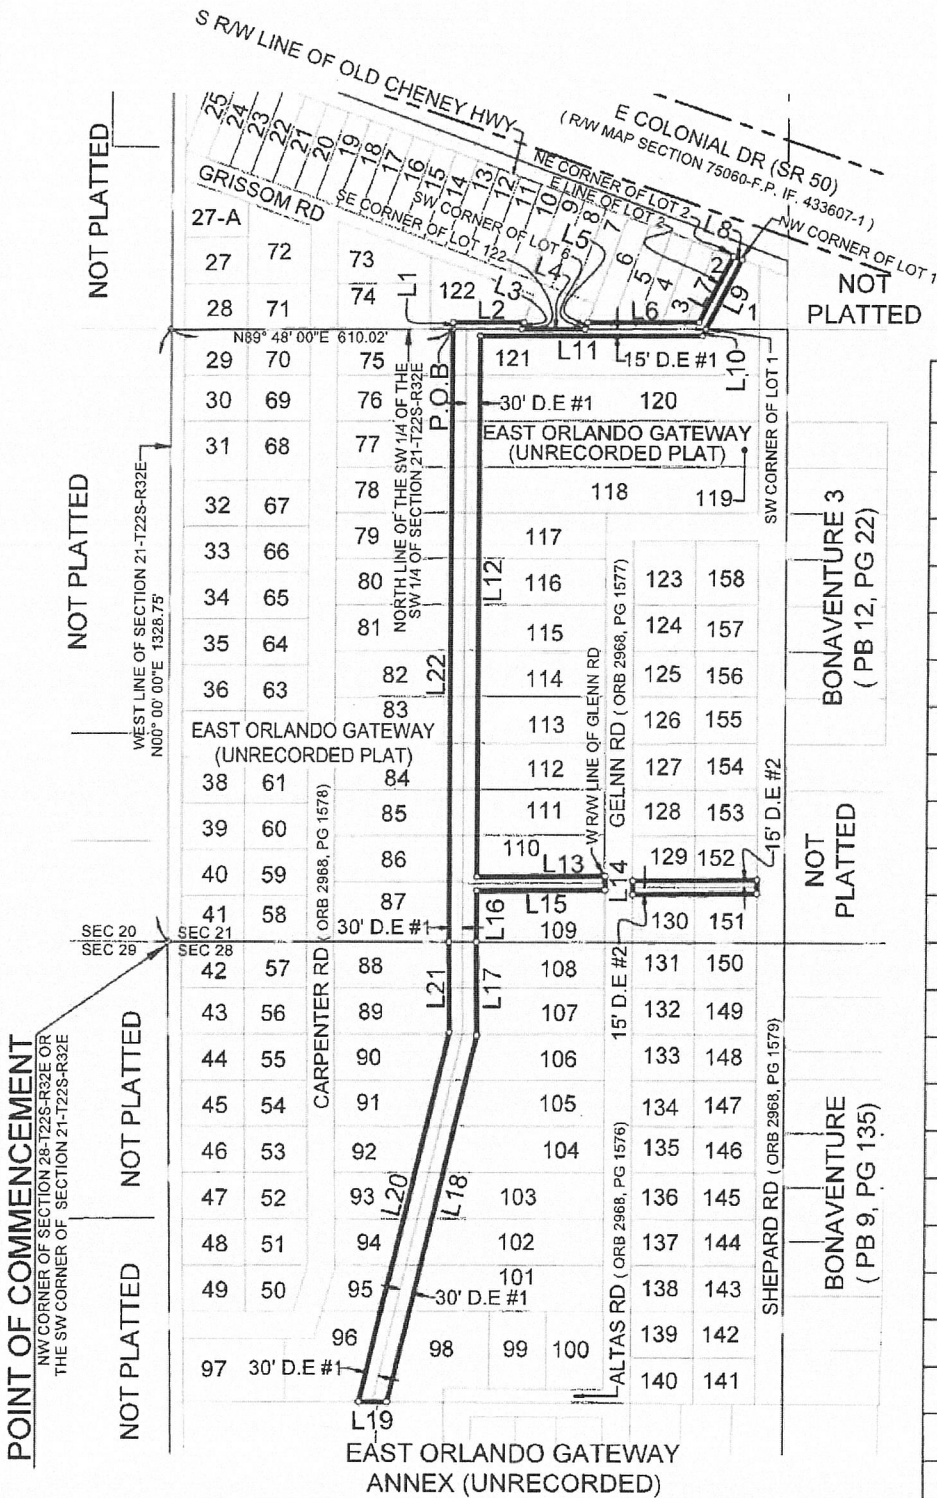 S R/W LINE OF OLD CHENEY HWY
E COLONIAL DR (SR 50)
( R/W MAP SECTION 75060-F.P. IF. 433607-1 )
NE CORNER OF LOT 2
E LINE OF LOT 2
L8
NW CORNER OF LOT 1
NOT PLATTED
25
24
23
22
21
20
19
18
17
16
15
14
13
12
11
10
9
8
7
6
5
4
3
2
1
GRISSOM RD
SE CORNER OF LOT 122
SW CORNER OF LOT 6
L5
L4
L3
L7
L9
NOT
PLATTED
27-A
27
72
73
28
71
74
L1
122
L2
L6
N89° 48' 00"E 610.02'
29
70
75
P.O.B
121
L11
15' D.E #1
L10
30
69
76
30' D.E #1
120
SW CORNER OF LOT 1
NORTH LINE OF THE SW 1/4 OF THE
SW 1/4 OF SECTION 21-T22S-R32E
31
68
77
EAST ORLANDO GATEWAY
(UNRECORDED PLAT)
NOT PLATTED
WEST LINE OF SECTION 21-T22S-R32E
N00° 00' 00"E 1328.75'
32
67
78
118
119
33
66
79
117
BONAVENTURE 3
( PB 12, PG 22)
34
65
80
L12
116
123
158
35
64
81
115
124
157
36
63
82
L22
114
125
156
83
113
126
155
EAST ORLANDO GATEWAY
(UNRECORDED PLAT)
W R/W LINE OF GLENN RD
GELNN RD ( ORB 2968, PG 1577)
38
61
84
112
127
154
39
60
85
111
128
153
15' D.E #2
NOT
PLATTED
CARPENTER RD ( ORB 2968, PG 1578)
40
59
86
110
L13
L14
129
152
41
58
87
L15
L16
130
151
30' D.E #1
109
SEC 20
SEC 21
SEC 29
SEC 28
42
57
88
108
15' D.E #2
131
150
L21
L17
43
56
89
107
132
149
POINT OF COMMENCEMENT
NW CORNER OF SECTION 28-T22S-R32E OR
THE SW CORNER OF SECTION 21-T22S-R32E
NOT PLATTED
44
55
90
106
133
148
45
54
91
105
134
147
46
53
92
104
135
146
SHEPARD RD ( ORB 2968, PG 1579)
BONAVENTURE
( PB 9, PG 135)
47
52
93
L20
L18
103
136
145
48
51
94
102
137
144
49
50
95
101
138
143
30' D.E #1
ALTAS RD ( ORB 2968, PG 1576)
NOT PLATTED
96
98
99
100
139
142
97
30' D.E #1
140
141
L19
EAST ORLANDO GATEWAY
ANNEX (UNRECORDED)